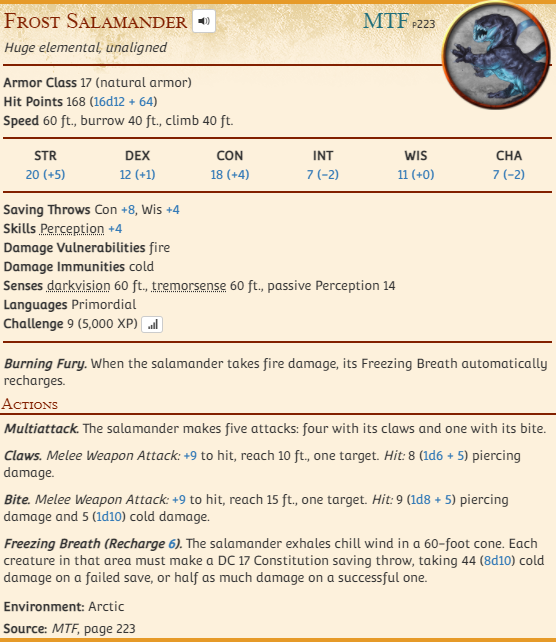 Frost Salamander MTF p223
Huge elemental, unaligned
Armor Class 17 (natural armor)
Hit Points 168 (16d12 + 64)
Speed 60 ft., burrow 40 ft., climb 40 ft.
STR DEX CON INT WIS CHA
20 (+5) 12 (+1) 18 (+4) 7 (−2) 11 (+0) 7 (−2)
Saving Throws Con +8, Wis +4
Skills Perception +4
Damage Vulnerabilities fire
Damage Immunities cold
Senses darkvision 60 ft., tremorsense 60 ft., passive Perception 14
Languages Primordial
Challenge 9 (5,000 XP)
Burning Fury. When the salamander takes fire damage, its Freezing Breath automatically
recharges.
Actions
Multiattack. The salamander makes five attacks: four with its claws and one with its bite.
Claws. Melee Weapon Attack: +9 to hit, reach 10 ft., one target. Hit: 8 (1d6 + 5) piercing
damage.
Bite. Melee Weapon Attack: +9 to hit, reach 15 ft., one target. Hit: 9 (1d8 + 5) piercing
damage and 5 (1d10) cold damage.
Freezing Breath (Recharge 6). The salamander exhales chill wind in a 60-foot cone. Each
creature in that area must make a DC 17 Constitution saving throw, taking 44 (8d10) cold
damage on a failed save, or half as much damage on a successful one.
Environment: Arctic
Source: MTF, page 223